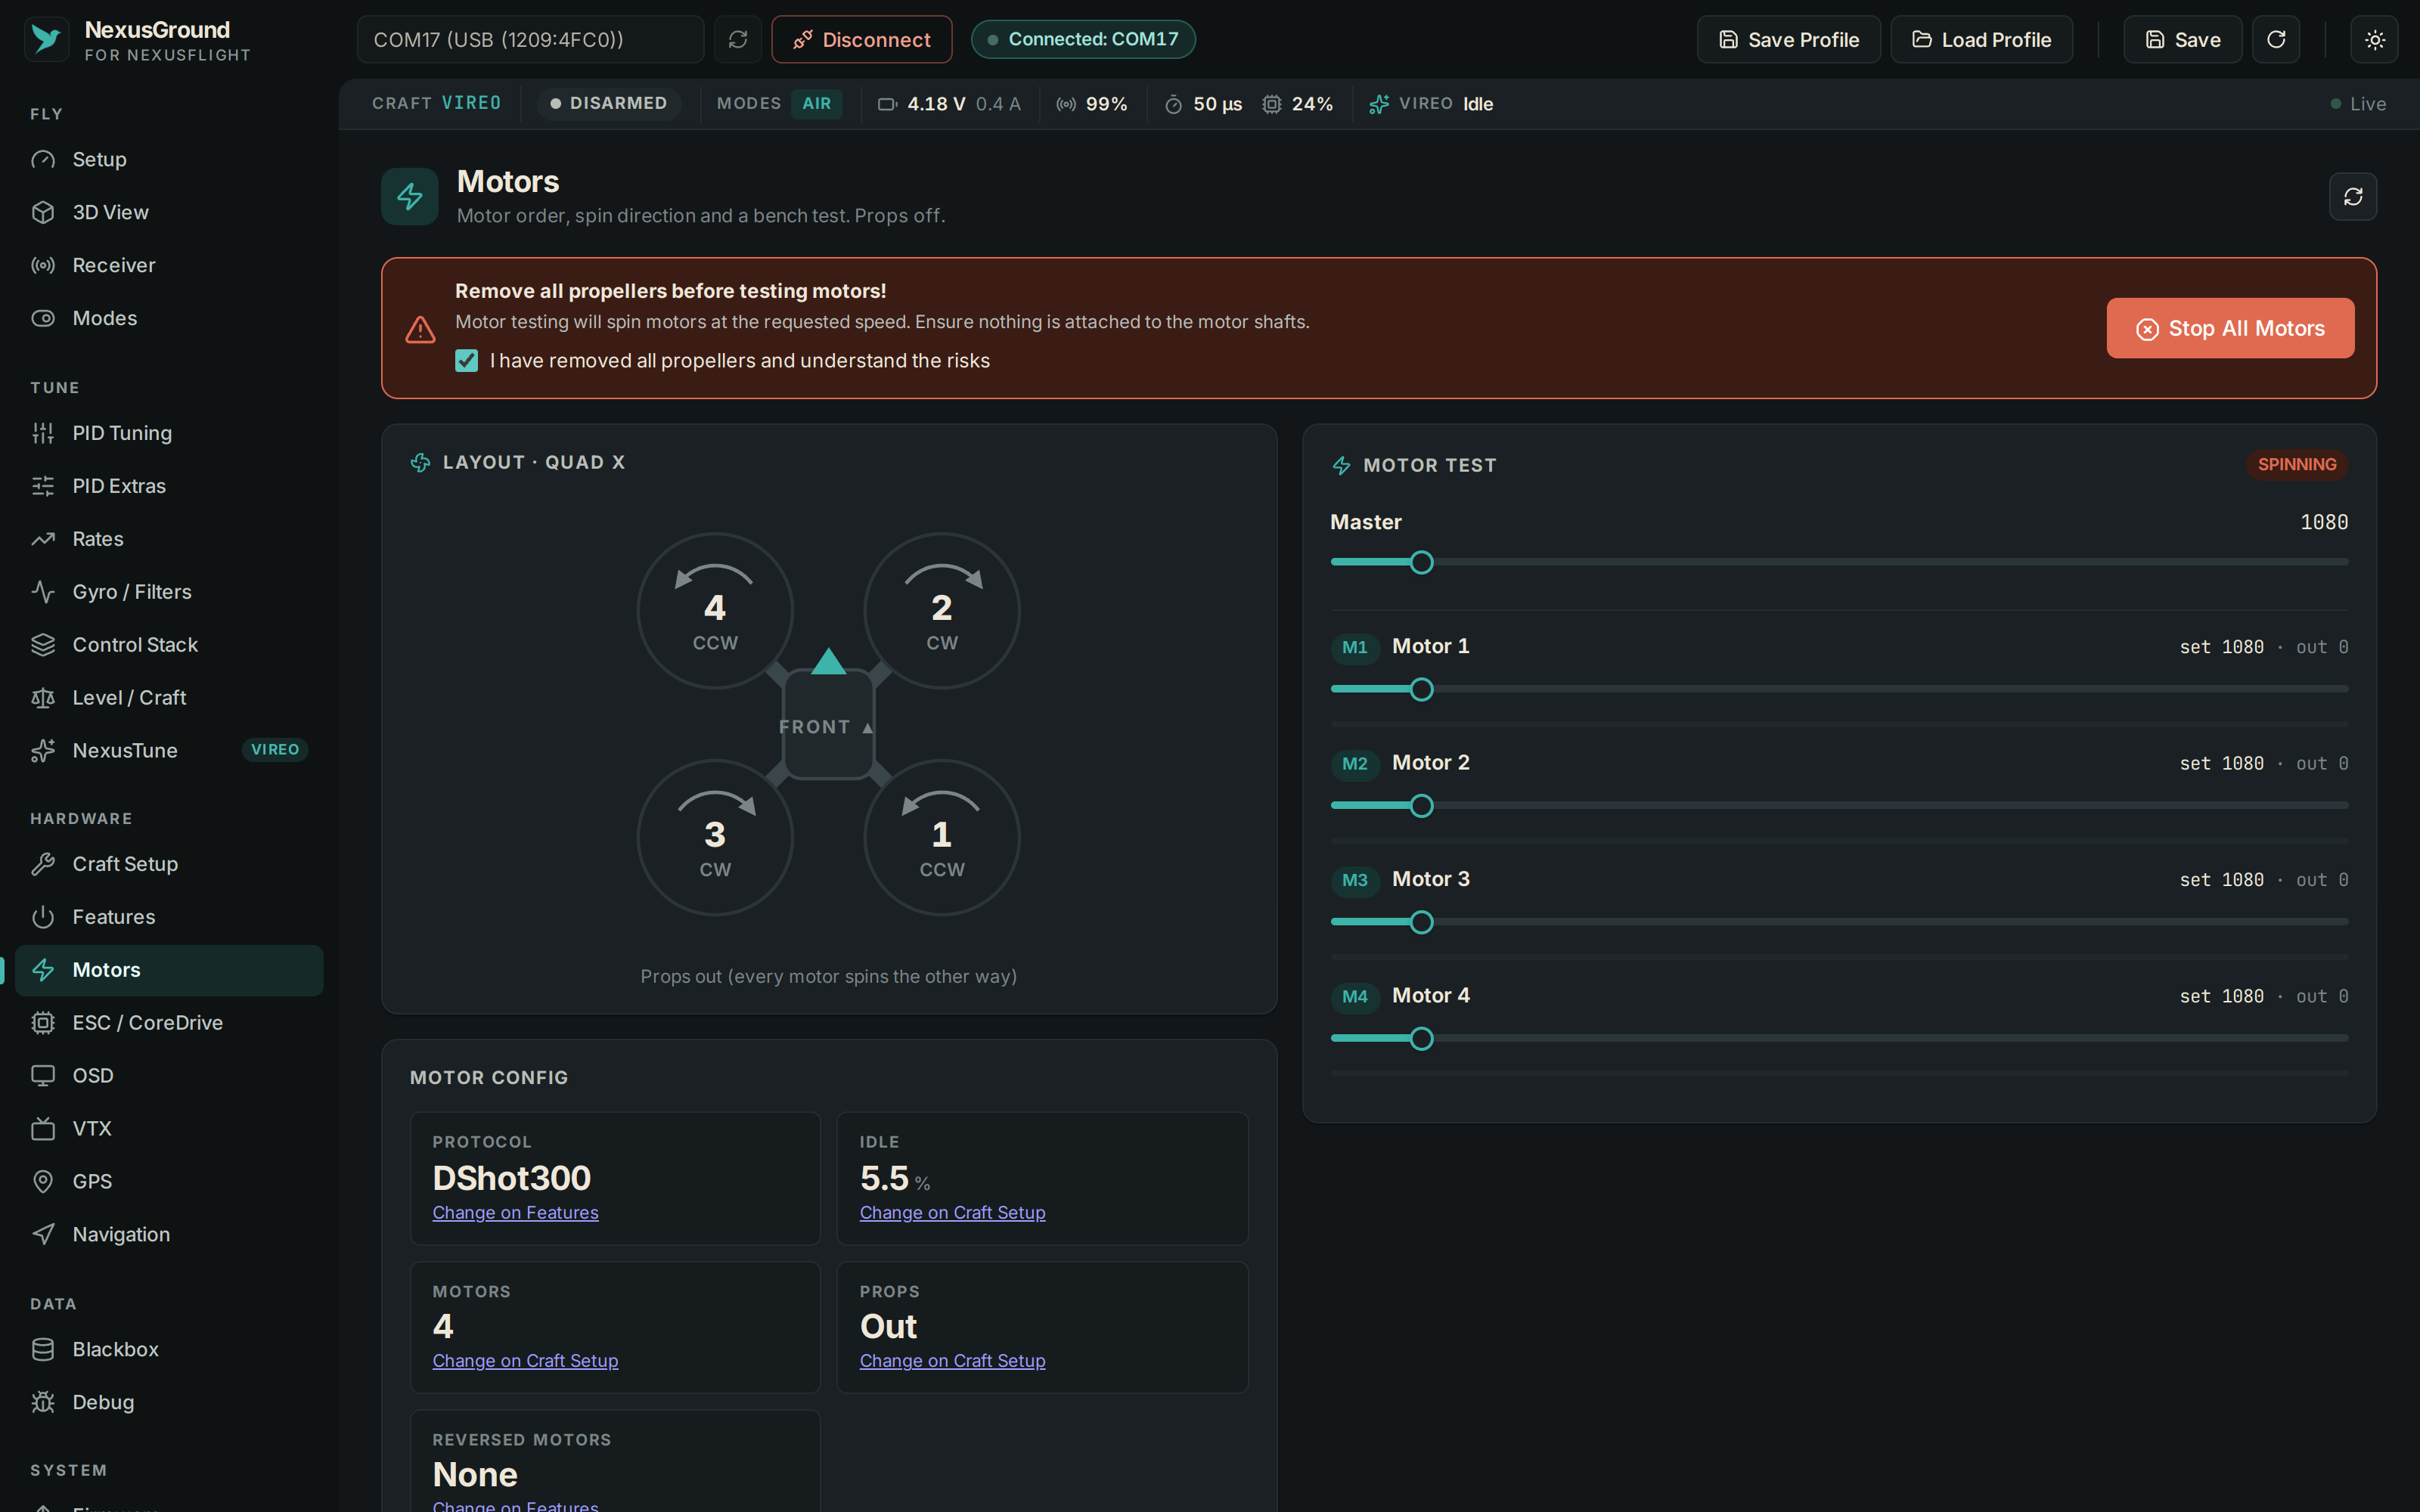 NexusGround
FOR NEXUSFLIGHT
COM17 (USB (1209:4FC0))
Disconnect
Connected: COM17
Save Profile
Load Profile
Save
CRAFT VIREO
DISARMED
MODES AIR
4.18 V 0.4 A
99%
50 µs
24%
VIREO Idle
Live
FLY
Setup
3D View
Receiver
Modes
TUNE
PID Tuning
PID Extras
Rates
Gyro / Filters
Control Stack
Level / Craft
NexusTune VIREO
HARDWARE
Craft Setup
Features
Motors
ESC / CoreDrive
OSD
VTX
GPS
Navigation
DATA
Blackbox
Debug
SYSTEM
Motors
Motor order, spin direction and a bench test. Props off.
Remove all propellers before testing motors!
Motor testing will spin motors at the requested speed. Ensure nothing is attached to the motor shafts.
I have removed all propellers and understand the risks
Stop All Motors
LAYOUT · QUAD X
4
CCW
2
CW
FRONT ▲
3
CW
1
CCW
Props out (every motor spins the other way)
MOTOR CONFIG
PROTOCOL
DShot300
Change on Features
IDLE
5.5 %
Change on Craft Setup
MOTORS
4
Change on Craft Setup
PROPS
Out
Change on Craft Setup
REVERSED MOTORS
None
Change on Features
MOTOR TEST
SPINNING
Master 1080
M1 Motor 1 set 1080 · out 0
M2 Motor 2 set 1080 · out 0
M3 Motor 3 set 1080 · out 0
M4 Motor 4 set 1080 · out 0